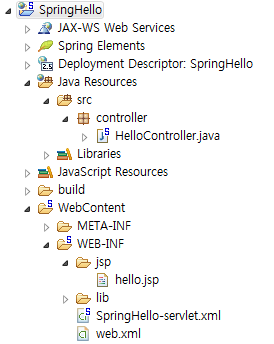 SpringHello
JAX-WS Web Services
Spring Elements
Deployment Descriptor: SpringHello
Java Resources
src
controller
HelloController.java
Libraries
JavaScript Resources
build
WebContent
META-INF
WEB-INF
jsp
hello.jsp
lib
SpringHello-servlet.xml
web.xml